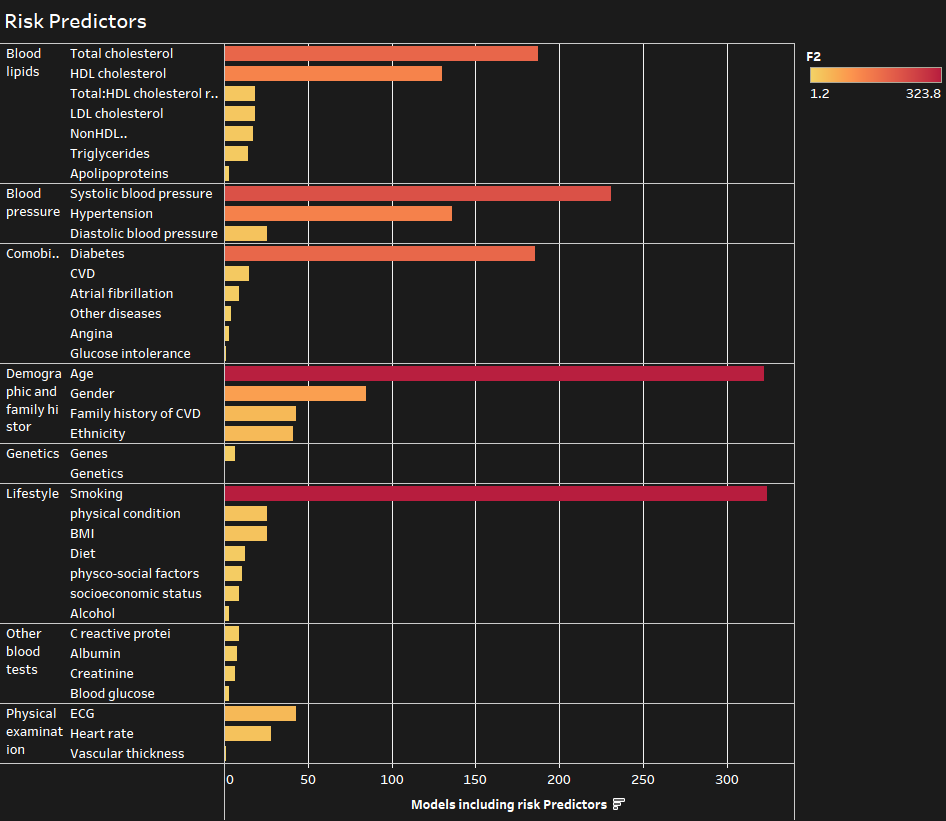 Risk Predictors
Blood
lipids
Total cholesterol
HDL cholesterol
Total:HDL cholesterol r..
LDL cholesterol
NonHDL..
Triglycerides
Apolipoproteins
Blood
pressure
Systolic blood pressure
Hypertension
Diastolic blood pressure
Comobi..
Diabetes
CVD
Atrial fibrillation
Other diseases
Angina
Glucose intolerance
Demogra
phic and
family hi
stor
Age
Gender
Family history of CVD
Ethnicity
Genetics
Genes
Genetics
Lifestyle
Smoking
physical condition
BMI
Diet
physco-social factors
socioeconomic status
Alcohol
Other
blood
tests
C reactive protei
Albumin
Creatinine
Blood glucose
Physical
examinat
ion
ECG
Heart rate
Vascular thickness
0 50 100 150 200 250 300
Models including risk Predictors
F2
1.2 323.8